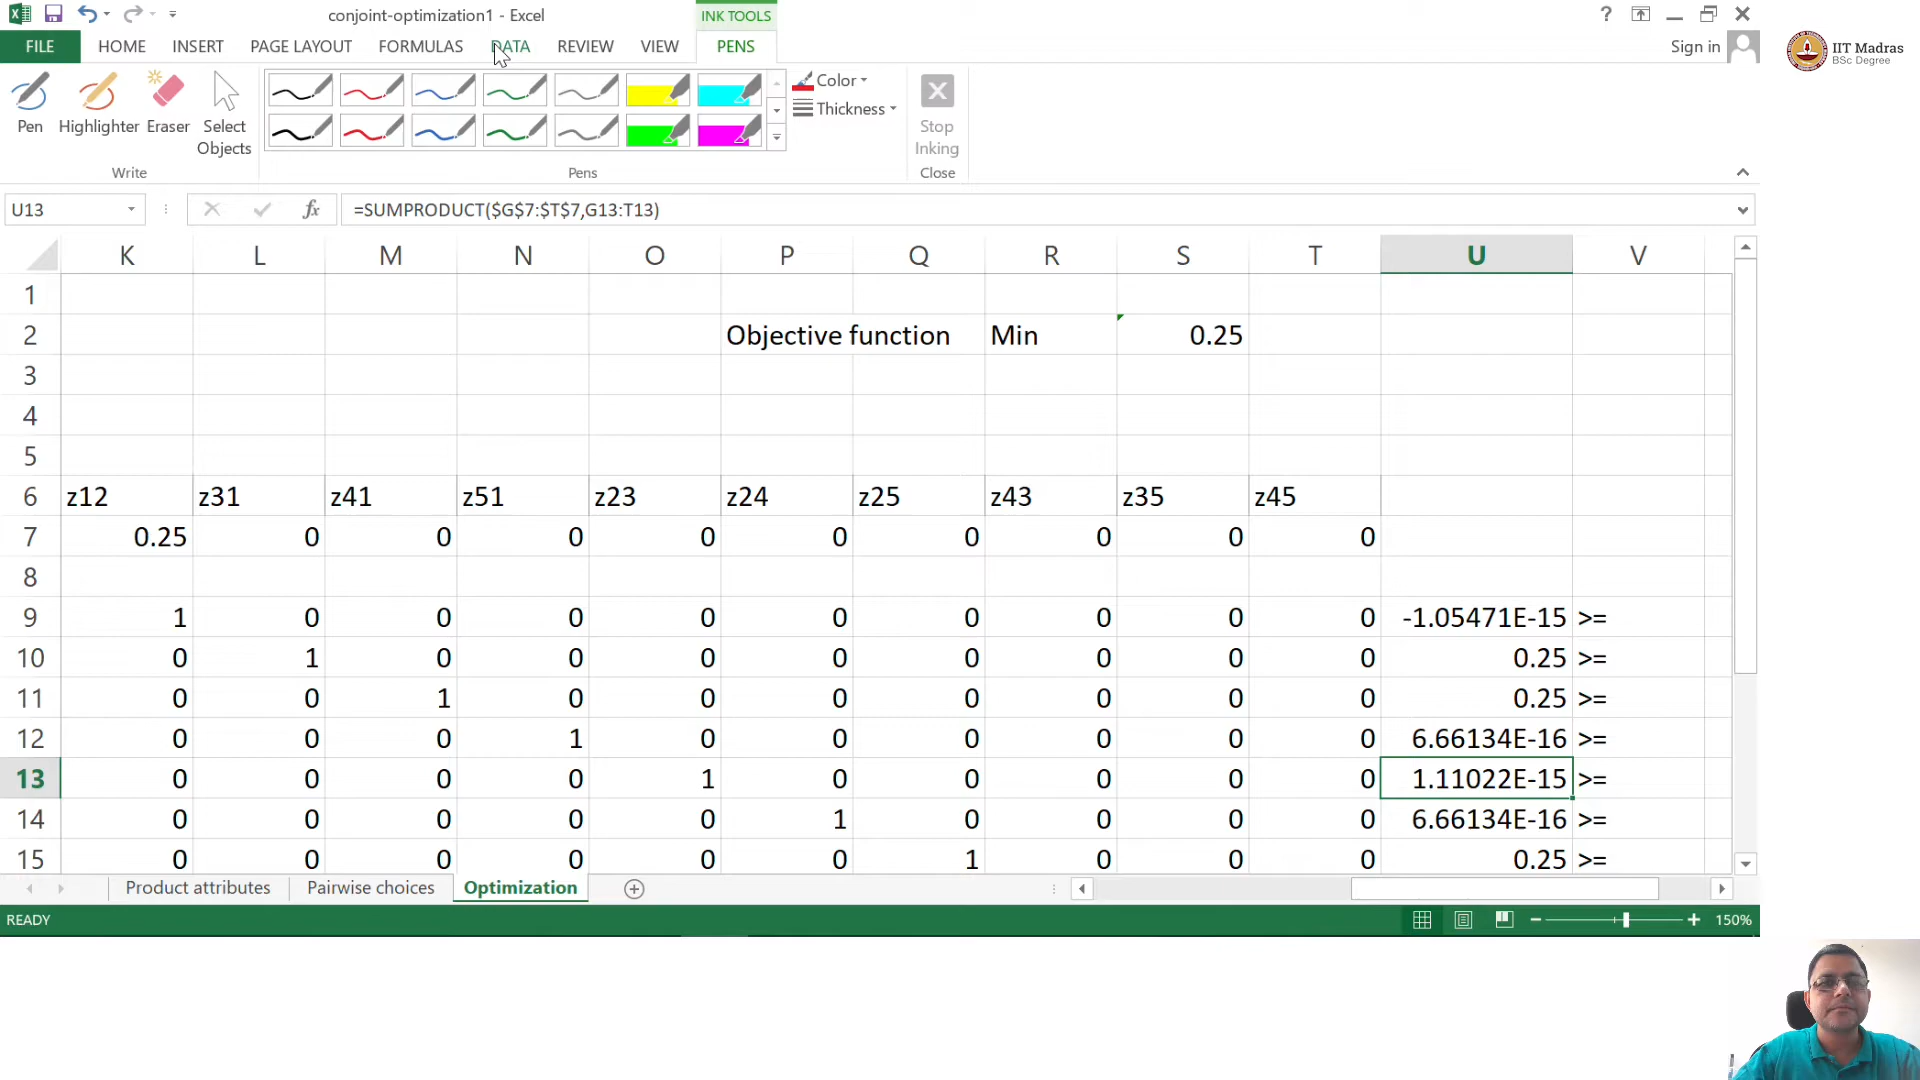 conjoint-optimization1 - Excel
INK TOOLS
?
FILE HOME INSERT PAGE LAYOUT FORMULAS DATA REVIEW VIEW PENS
Sign in
IIT Madras
BSc Degree
Pen Highlighter Eraser Select Objects
Color
Thickness
Stop Inking
Write Pens Close
U13 fx =SUMPRODUCT($G$7:$T$7,G13:T13)
K L M N O P Q R S T U V
1
2 Objective function Min 0.25
3
4
5
6 z12 z31 z41 z51 z23 z24 z25 z43 z35 z45
7 0.25 0 0 0 0 0 0 0 0 0
8
9 1 0 0 0 0 0 0 0 0 0 -1.05471E-15 >=
10 0 1 0 0 0 0 0 0 0 0 0.25 >=
11 0 0 1 0 0 0 0 0 0 0 0.25 >=
12 0 0 0 1 0 0 0 0 0 0 6.66134E-16 >=
13 0 0 0 0 1 0 0 0 0 0 1.11022E-15 >=
14 0 0 0 0 0 1 0 0 0 0 6.66134E-16 >=
15 0 0 0 0 0 0 1 0 0 0 0.25 >=
Product attributes Pairwise choices Optimization
READY 150%